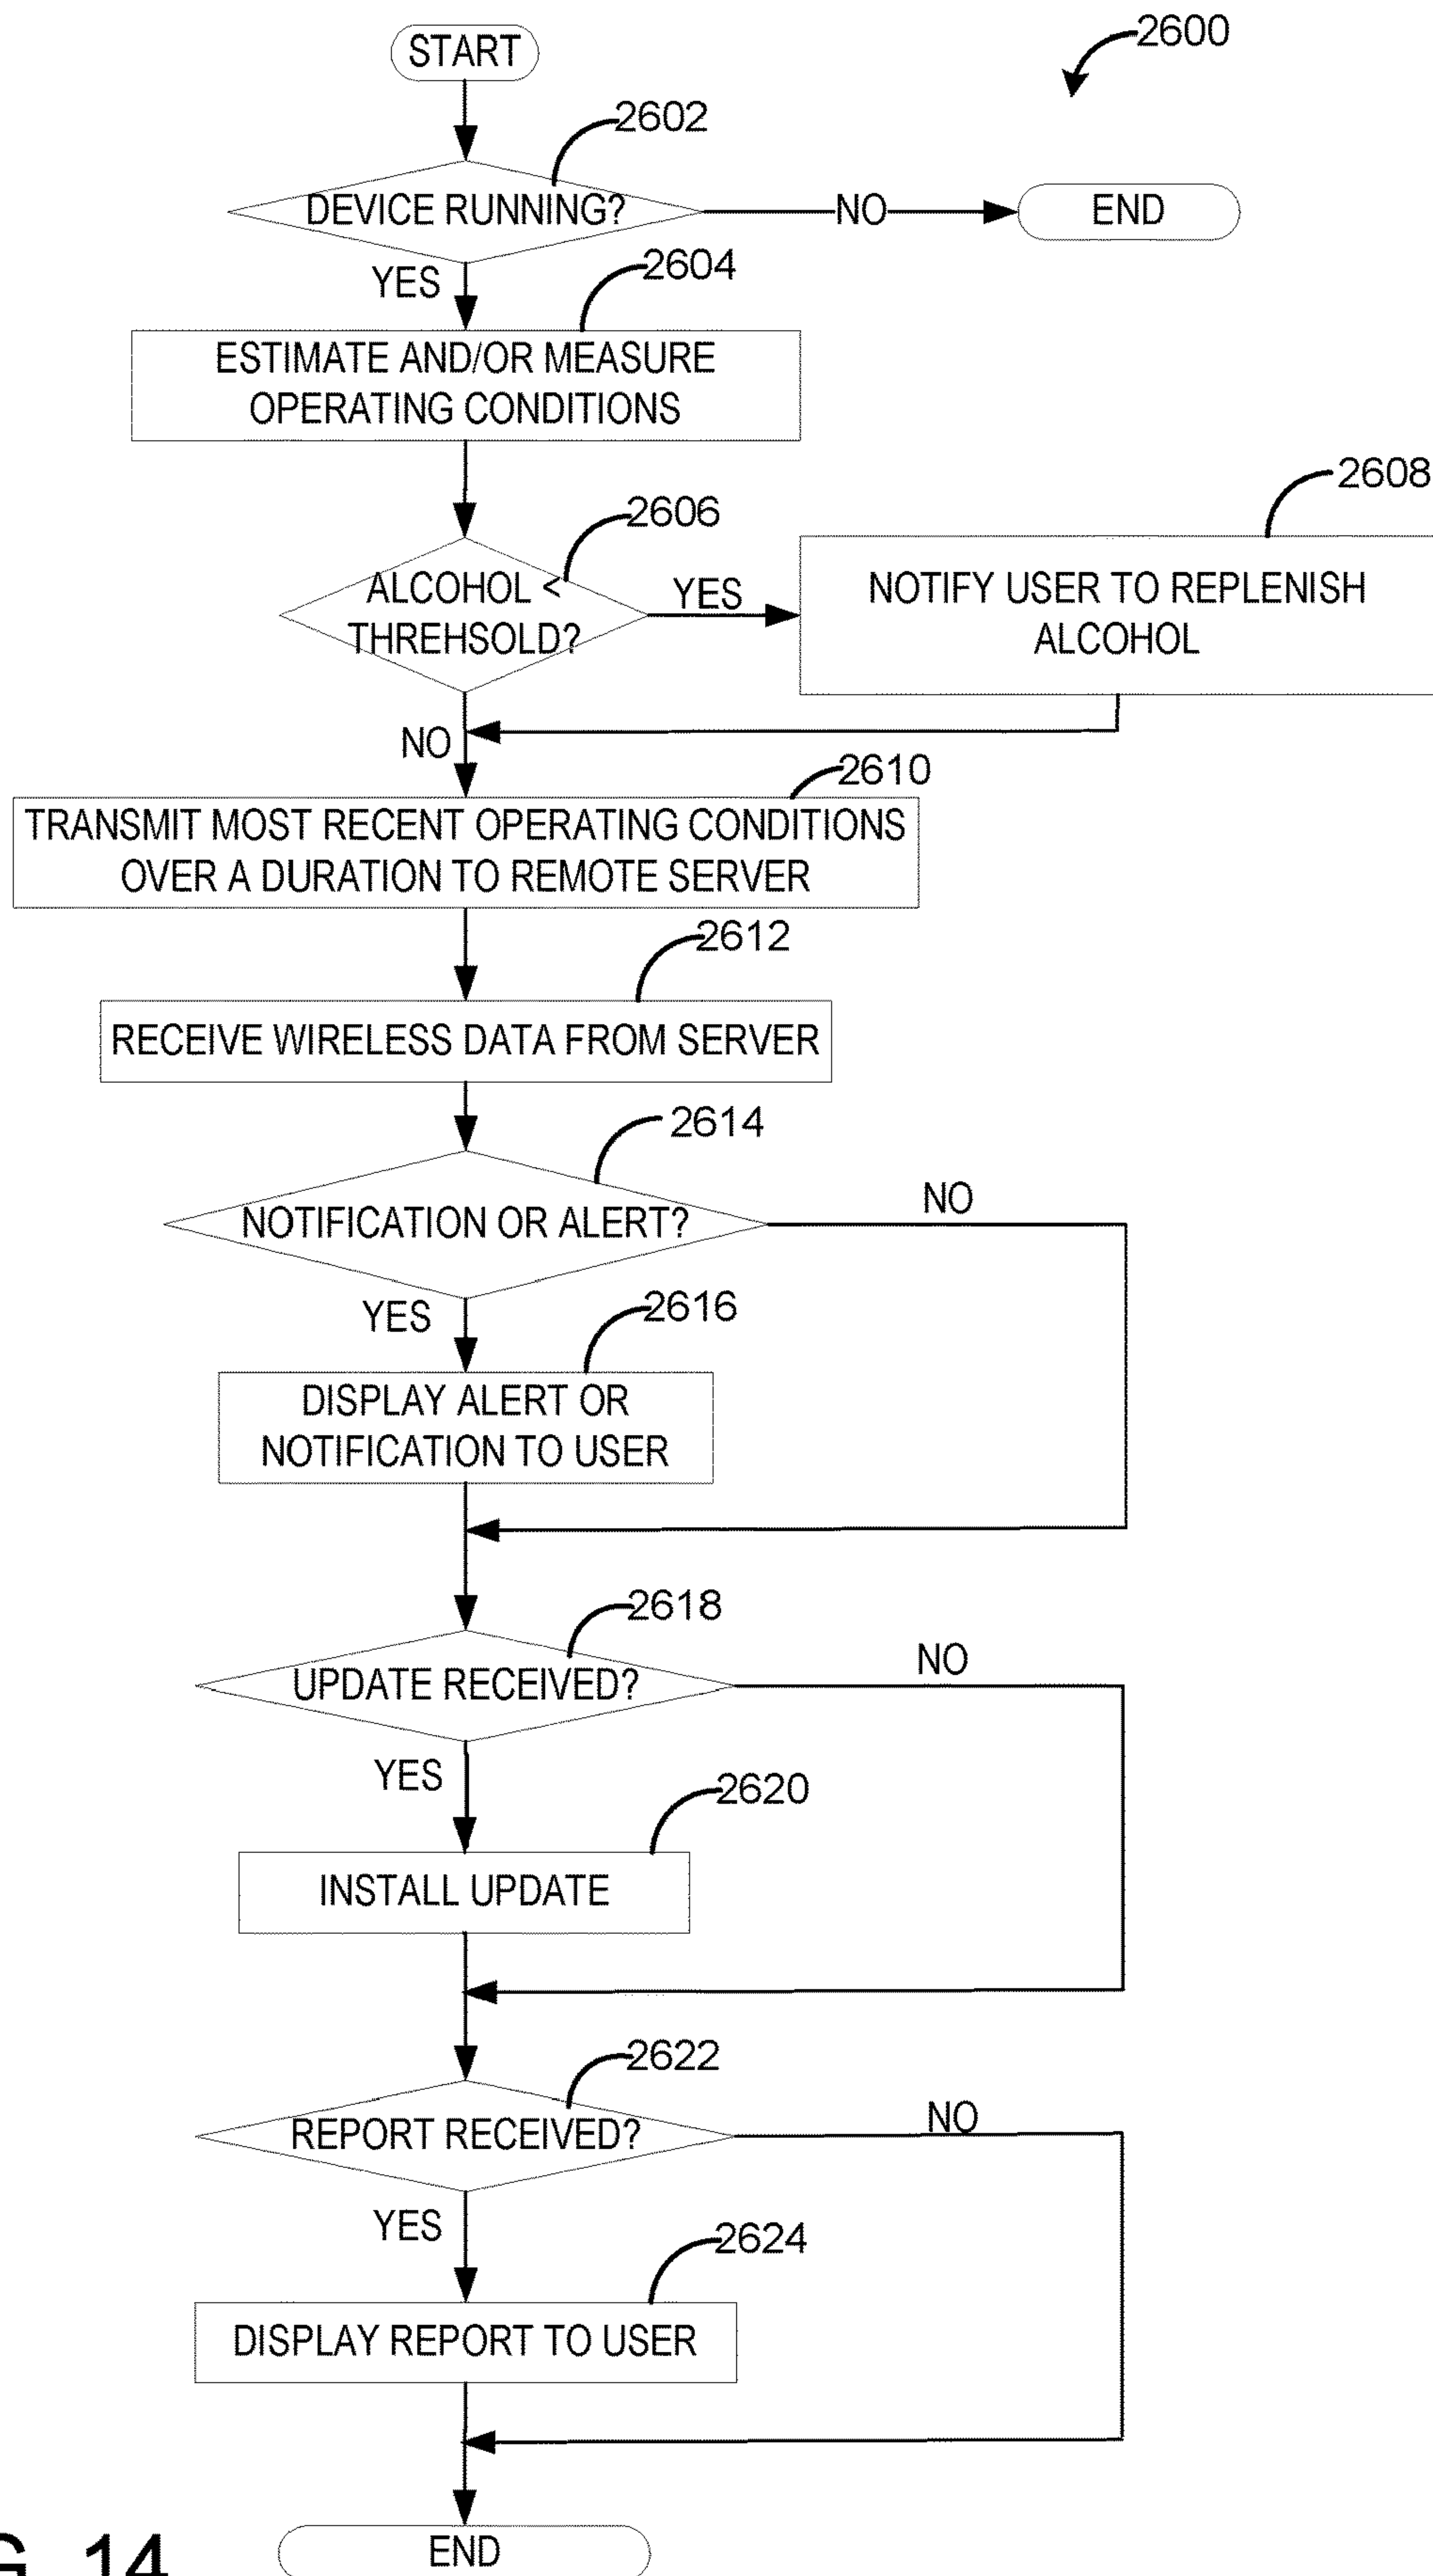 START
2600
2602
DEVICE RUNNING?
NO
END
YES
2604
ESTIMATE AND/OR MEASURE
OPERATING CONDITIONS
2606
2608
ALCOHOL <
THREHSOLD?
YES
NOTIFY USER TO REPLENISH
ALCOHOL
NO
2610
TRANSMIT MOST RECENT OPERATING CONDITIONS
OVER A DURATION TO REMOTE SERVER
2612
RECEIVE WIRELESS DATA FROM SERVER
2614
NOTIFICATION OR ALERT?
NO
YES
2616
DISPLAY ALERT OR
NOTIFICATION TO USER
2618
UPDATE RECEIVED?
NO
YES
2620
INSTALL UPDATE
2622
REPORT RECEIVED?
NO
YES
2624
DISPLAY REPORT TO USER
END
14